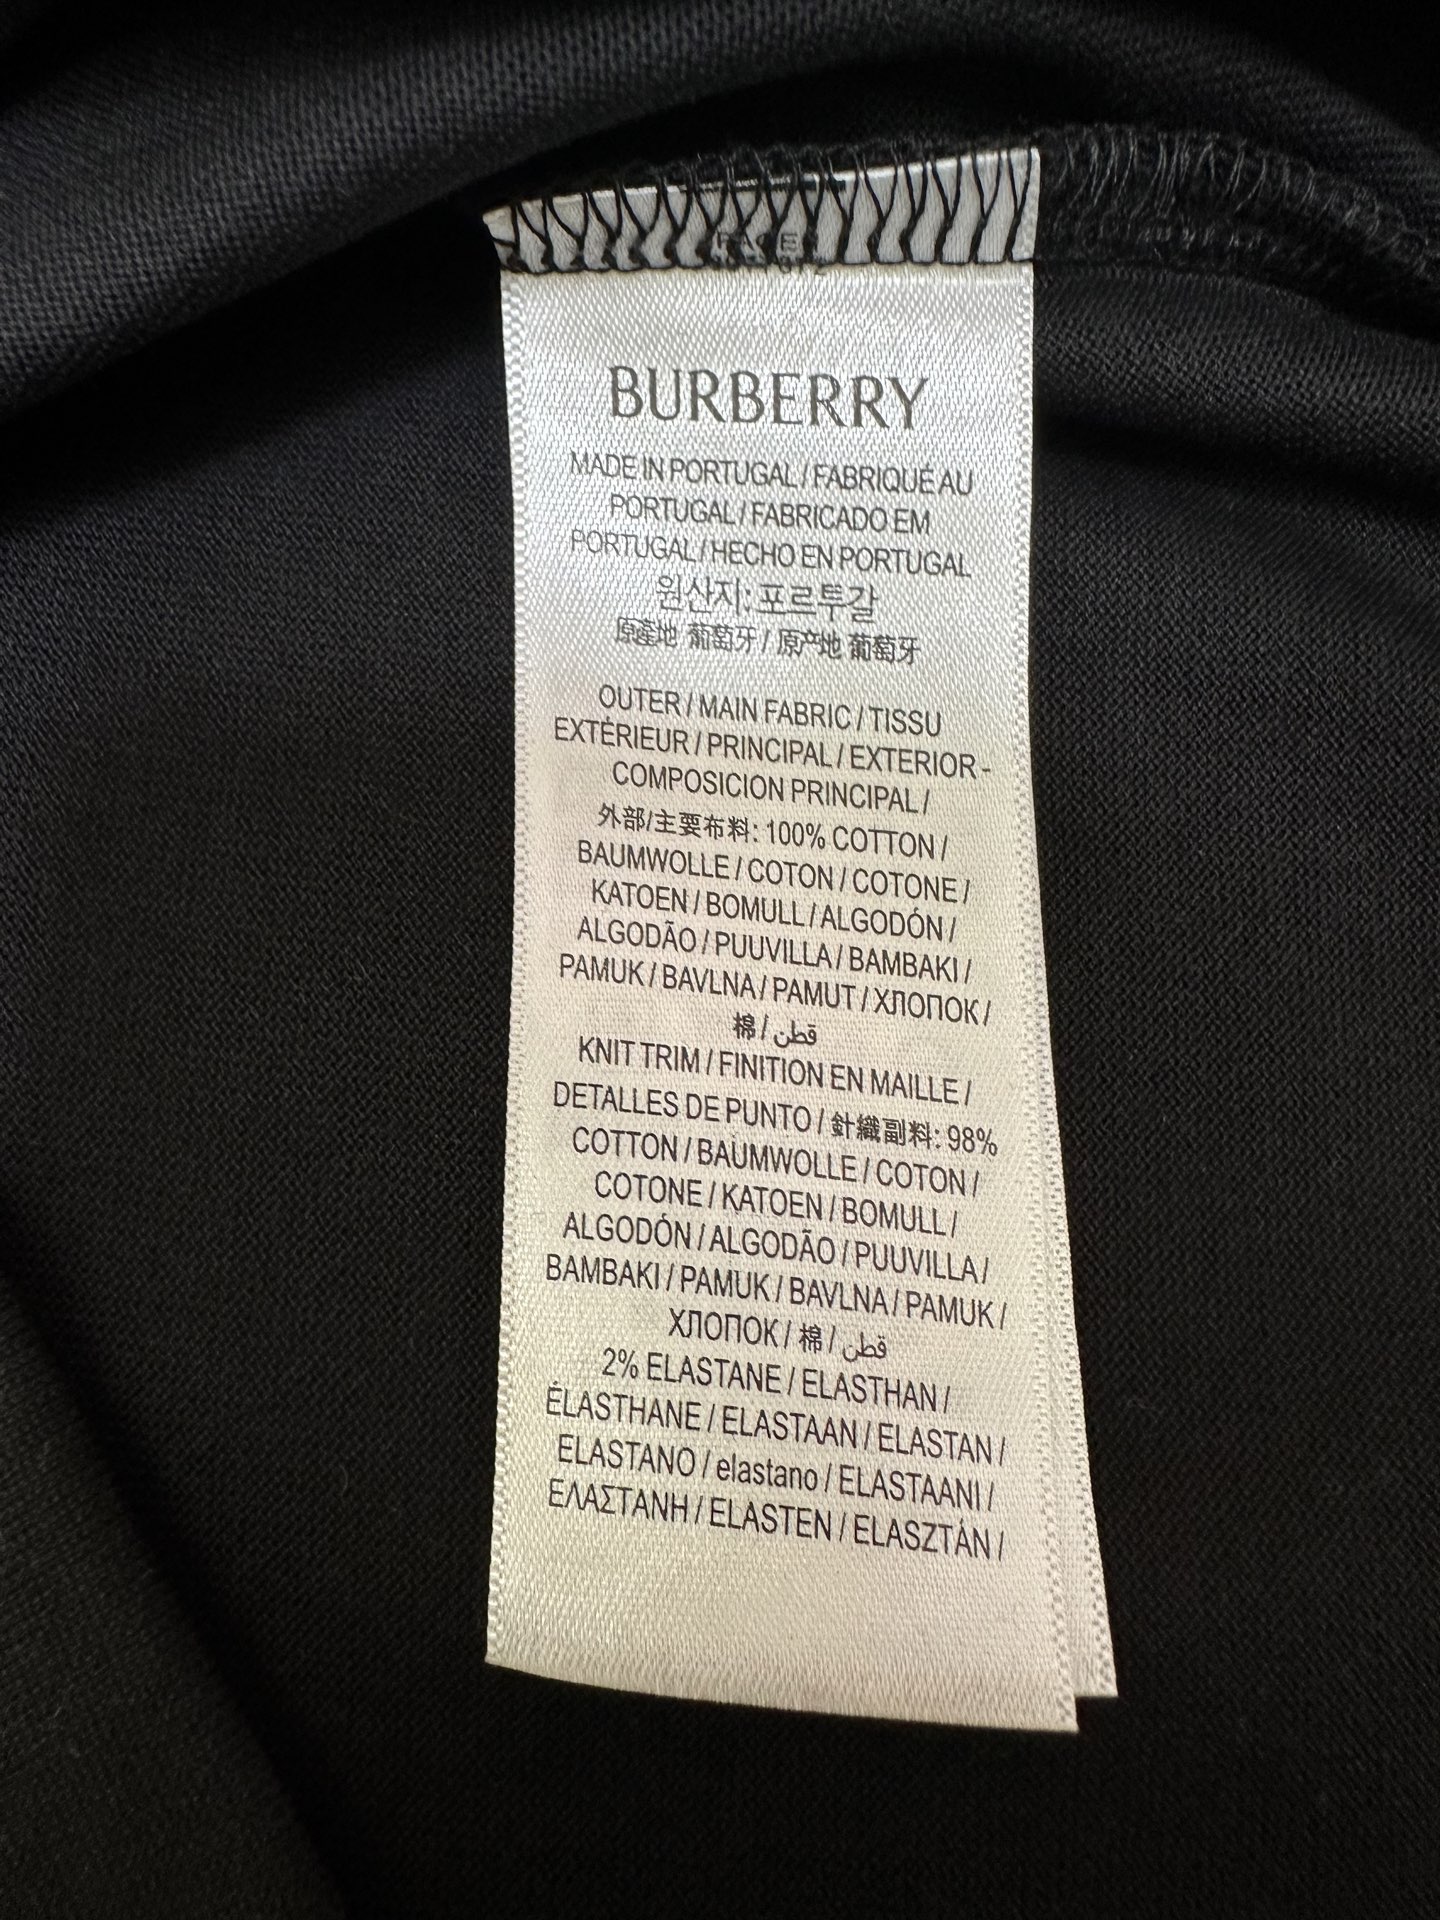 BURBERRY
MADE IN PORTUGAL / FABRIQUÉ AU
PORTUGAL / FABRICADO EM
PORTUGAL / HECHO EN PORTUGAL
원산지: 포르투갈
原產地 葡萄牙 / 原产地 葡萄牙
OUTER / MAIN FABRIC / TISSU
EXTÉRIEUR / PRINCIPAL / EXTERIOR -
COMPOSICION PRINCIPAL /
外部/主要布料: 100% COTTON /
BAUMWOLLE / COTON / COTONE /
KATOEN / BOMULL / ALGODÓN /
ALGODÃO / PUUVILLA / BAMBAKI /
PAMUK / BAVLNA / PAMUT / ХЛОПОК /
棉 / قطن
KNIT TRIM / FINITION EN MAILLE /
DETALLES DE PUNTO / 針織副料: 98%
COTTON / BAUMWOLLE / COTON /
COTONE / KATOEN / BOMULL /
ALGODÓN / ALGODÃO / PUUVILLA /
BAMBAKI / PAMUK / BAVLNA / PAMUK /
ХЛОПОК / 棉 / قطن
2% ELASTANE / ELASTHAN /
ÉLASTHANE / ELASTAAN / ELASTAN /
ELASTANO / elastano / ELASTAANI /
ΕΛΑΣΤΑΝΗ / ELASTEN / ELASZTÁN /